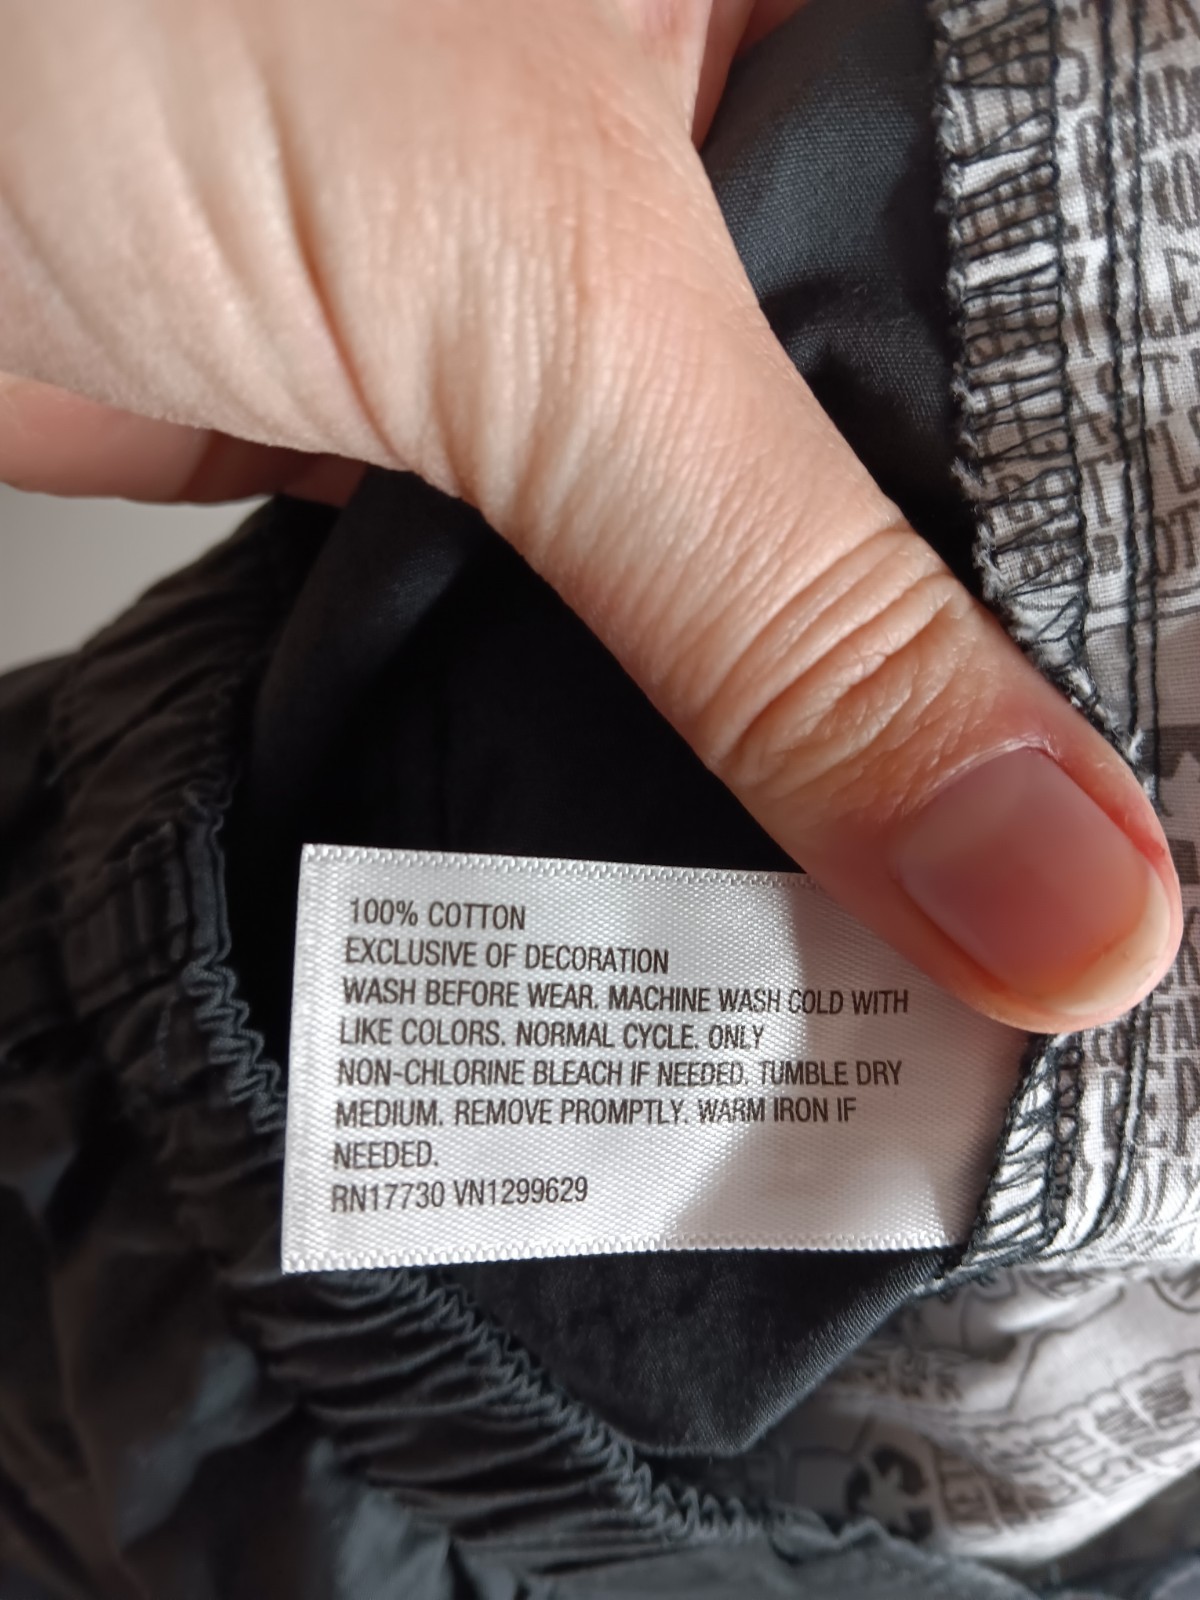 100% COTTON
EXCLUSIVE OF DECORATION
WASH BEFORE WEAR. MACHINE WASH COLD WITH
LIKE COLORS. NORMAL CYCLE. ONLY
NON-CHLORINE BLEACH IF NEEDED. TUMBLE DRY
MEDIUM. REMOVE PROMPTLY. WARM IRON IF
NEEDED.
RN17730 VN1299629